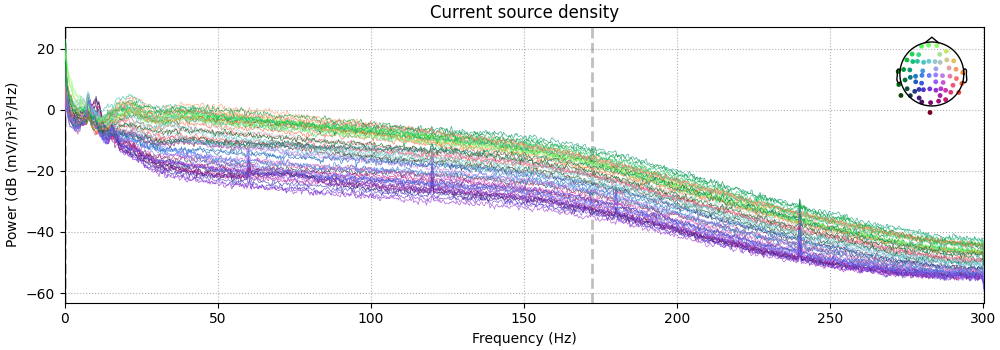 Current source density
20
0
−20
−40
−60
Power (dB (mV/m²)²/Hz)
0 50 100 150 200 250 300
Frequency (Hz)